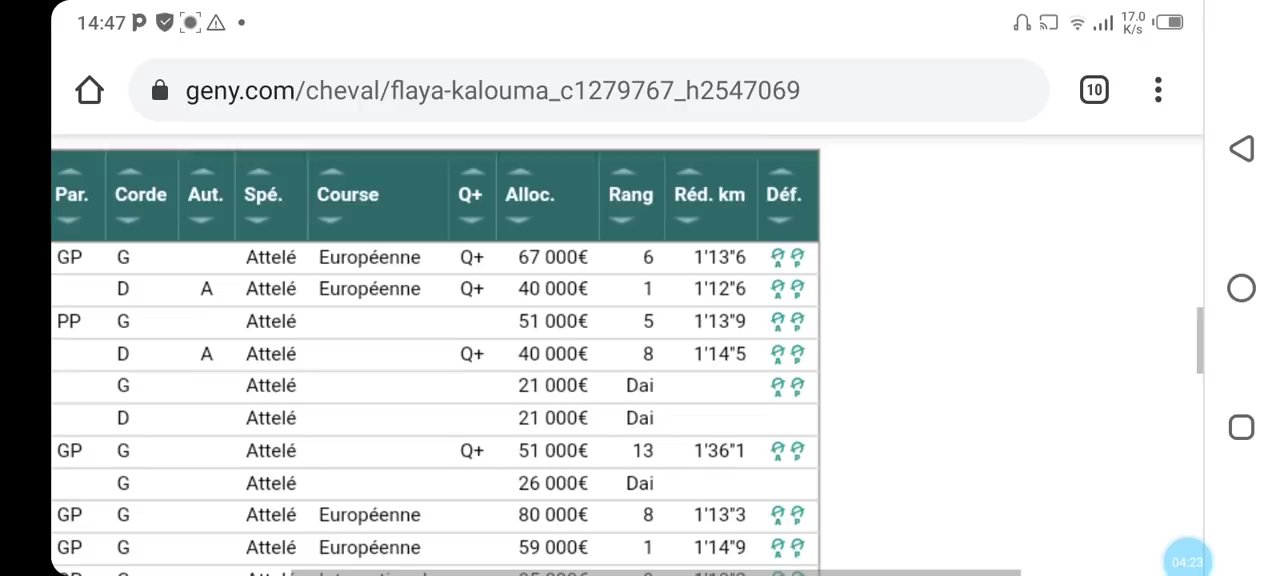 14:47
17.0
K/s
geny.com/cheval/flaya-kalouma_c1279767_h2547069
10
Par. Corde Aut. Spé. Course Q+ Alloc. Rang Réd. km Déf.
GP G Attelé Européenne Q+ 67 000€ 6 1'13"6 A P
D A Attelé Européenne Q+ 40 000€ 1 1'12"6 A P
PP G Attelé 51 000€ 5 1'13"9 A P
D A Attelé Q+ 40 000€ 8 1'14"5 A P
G Attelé 21 000€ Dai A P
D Attelé 21 000€ Dai
GP G Attelé Q+ 51 000€ 13 1'36"1 A P
G Attelé 26 000€ Dai
GP G Attelé Européenne 80 000€ 8 1'13"3 A P
GP G Attelé Européenne 59 000€ 1 1'14"9 A P
04:23